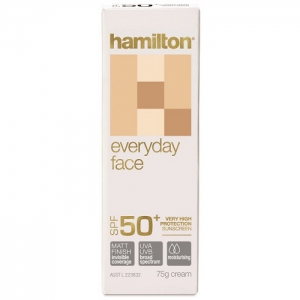 hamilton®
everyday
face
SPF 50+
VERY HIGH
PROTECTION
SUNSCREEN
MATT
FINISH
invisible
coverage
UVA
UVB
broad
spectrum
moisturising
75g cream